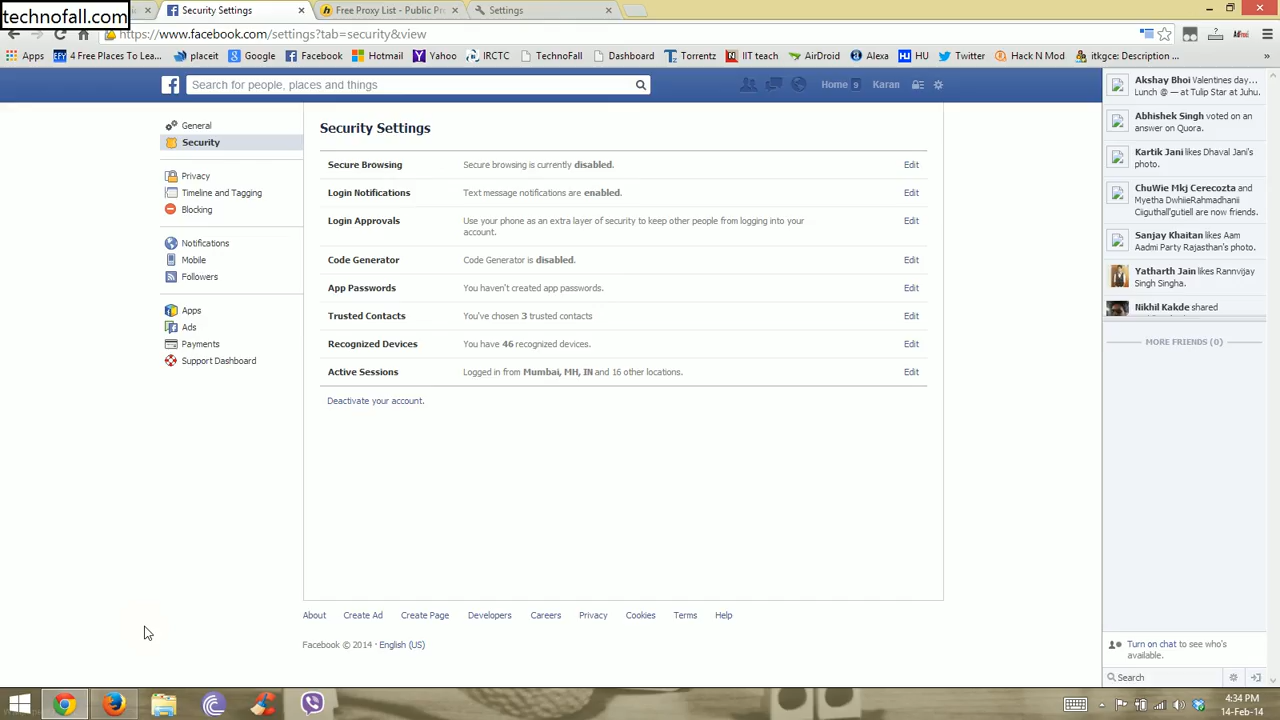 technofall.com
Security Settings
Free Proxy List - Public Pr
Settings
https://www.facebook.com/settings?tab=security&view
Apps
4 Free Places To Lea...
placeit
Google
Facebook
Hotmail
Yahoo
IRCTC
TechnoFall
Dashboard
Torrentz
IIT teach
AirDroid
Alexa
HU
Twitter
Hack N Mod
itkgce: Description ...
Search for people, places and things
Home 9
Karan
General
Security
Privacy
Timeline and Tagging
Blocking
Notifications
Mobile
Followers
Apps
Ads
Payments
Support Dashboard
Security Settings
Secure Browsing Secure browsing is currently disabled. Edit
Login Notifications Text message notifications are enabled. Edit
Login Approvals Use your phone as an extra layer of security to keep other people from logging into your Edit
account.
Code Generator Code Generator is disabled. Edit
App Passwords You haven't created app passwords. Edit
Trusted Contacts You've chosen 3 trusted contacts Edit
Recognized Devices You have 46 recognized devices. Edit
Active Sessions Logged in from Mumbai, MH, IN and 16 other locations. Edit
Deactivate your account.
About Create Ad Create Page Developers Careers Privacy Cookies Terms Help
Facebook © 2014 · English (US)
Akshay Bhoi Valentines day...
Lunch @ — at Tulip Star at Juhu.
Abhishek Singh voted on an
answer on Quora.
Kartik Jani likes Dhaval Jani's
photo.
ChuWie Mkj Cerecozta and
Myetha DwhiieRahmadhanii
Ciiguthall'gutiell are now friends.
Sanjay Khaitan likes Aam
Aadmi Party Rajasthan's photo.
Yatharth Jain likes Rannvijay
Singh Singha.
Nikhil Kakde shared
MORE FRIENDS (0)
Turn on chat to see who's
available.
Search
4:34 PM
14-Feb-14